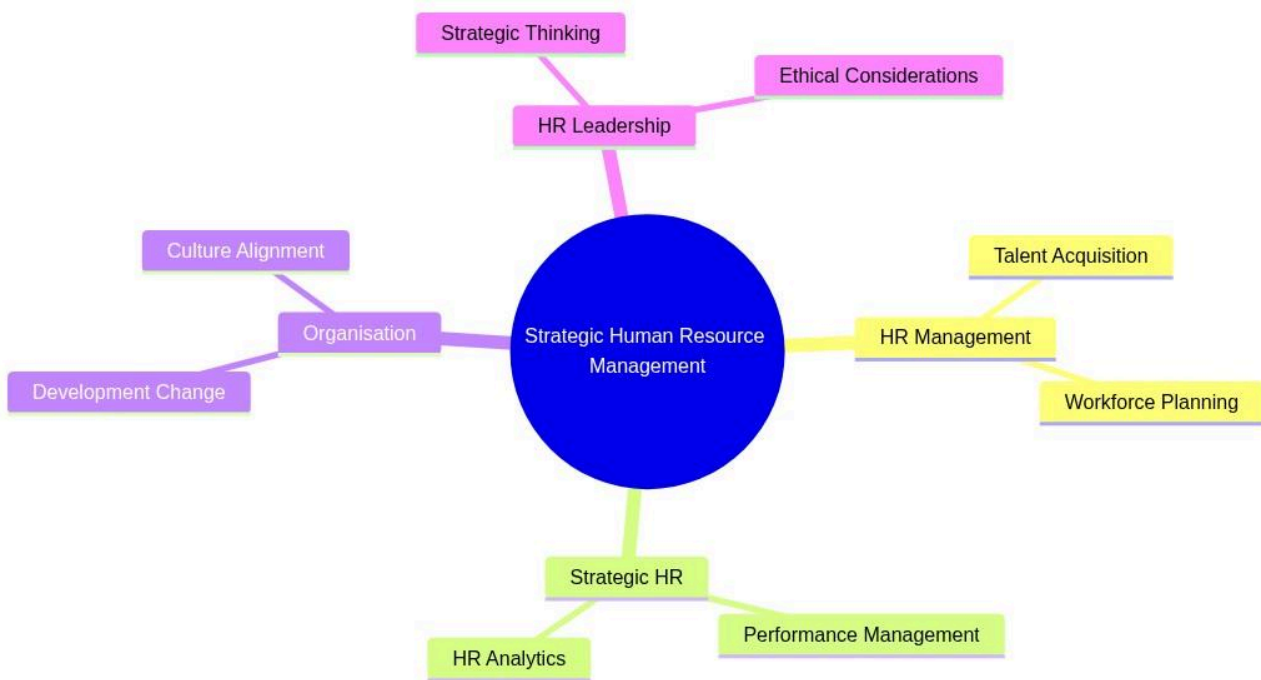 Strategic Thinking
Ethical Considerations
HR Leadership
Culture Alignment
Talent Acquisition
Organisation
Strategic Human Resource
Management
HR Management
Development Change
Workforce Planning
Strategic HR
Performance Management
HR Analytics